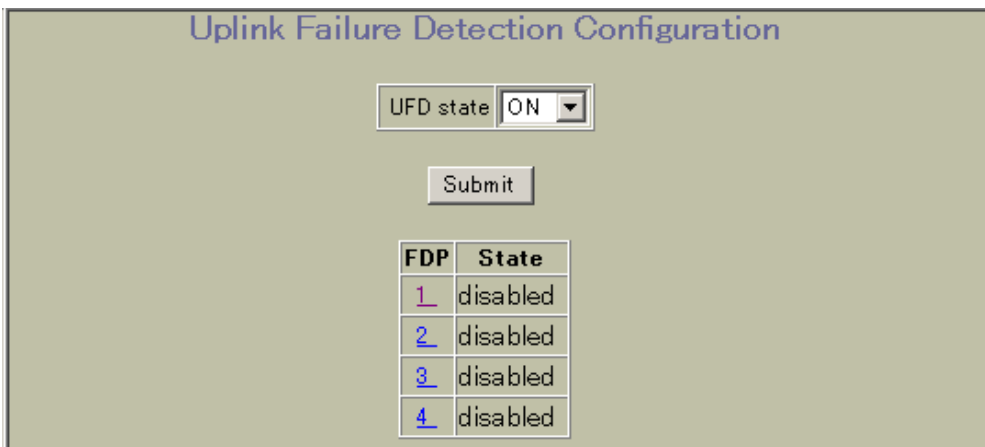 Uplink Failure Detection Configuration
UFD state ON
Submit
FDP State
1 disabled
2 disabled
3 disabled
4 disabled